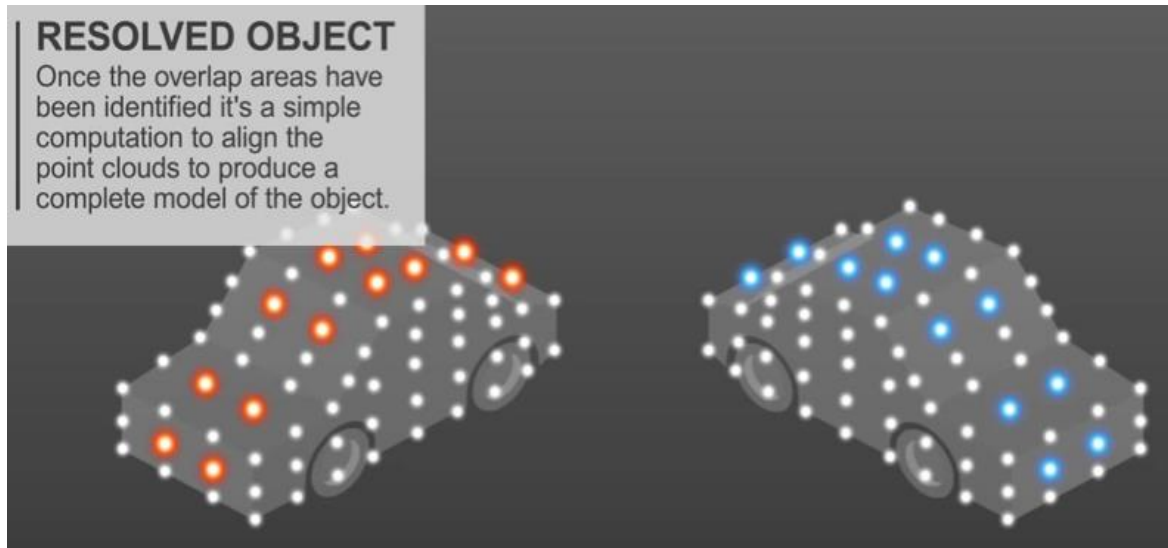 RESOLVED OBJECT
Once the overlap areas have
been identified it's a simple
computation to align the
point clouds to produce a
complete model of the object.